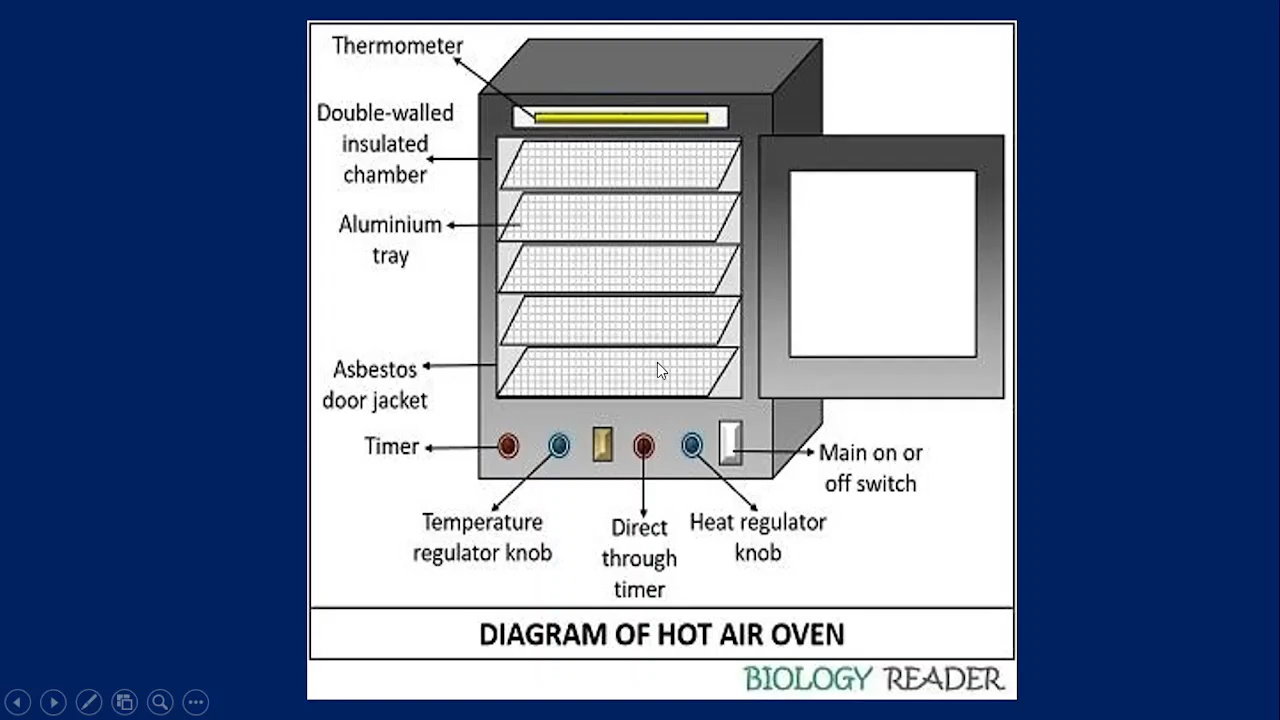 Thermometer
Double-walled
insulated
chamber
Aluminium
tray
Asbestos
door jacket
Timer
Main on or
off switch
Temperature
regulator knob
Direct
through
timer
Heat regulator
knob
DIAGRAM OF HOT AIR OVEN
BIOLOGY READER